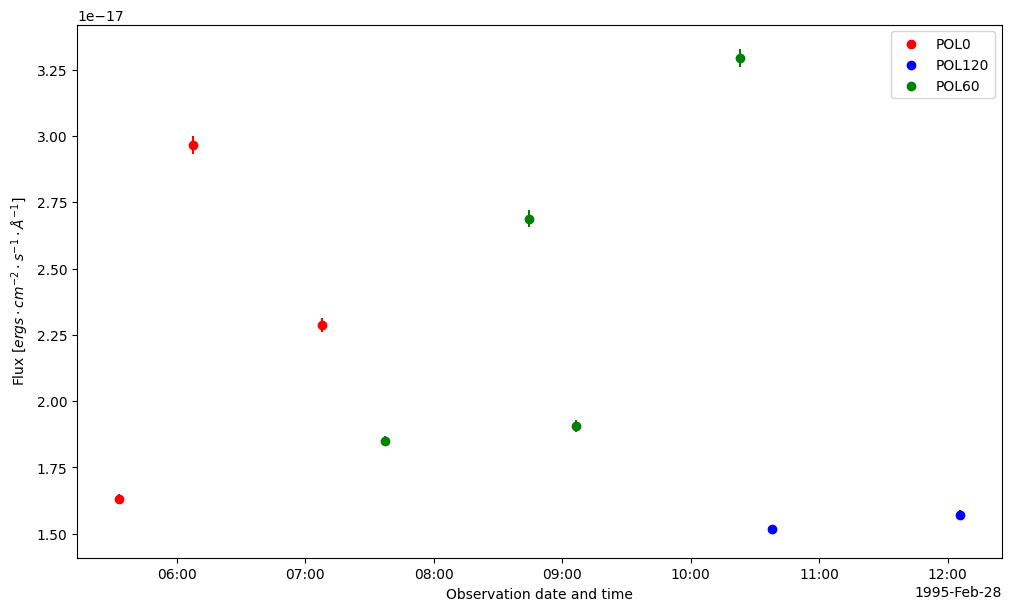 1e−17
POL0
POL120
POL60
3.25
3.00
2.75
2.50
2.25
2.00
1.75
1.50
Flux [ergs · cm⁻² · s⁻¹ · Å⁻¹]
06:00 07:00 08:00 09:00 10:00 11:00 12:00
1995-Feb-28
Observation date and time